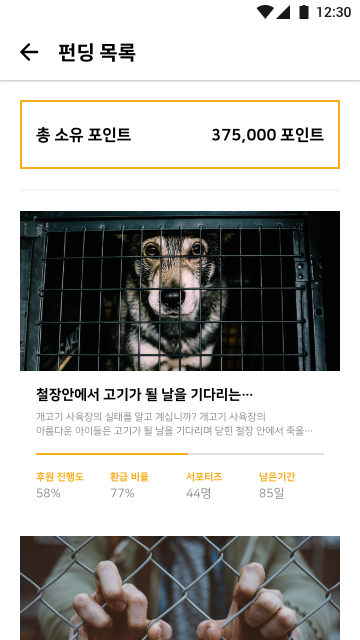 12:30
펀딩 목록
총 소유 포인트 375,000 포인트
철장안에서 고기가 될 날을 기다리는…
개고기 사육장의 실태를 알고 계십니까? 개고기 사육장의
아름다운 아이들은 고기가 될 날을 기다리며 닫힌 철장 안에서 죽을…
후원 진행도 환급 비율 서포터즈 남은기간
58% 77% 44명 85일